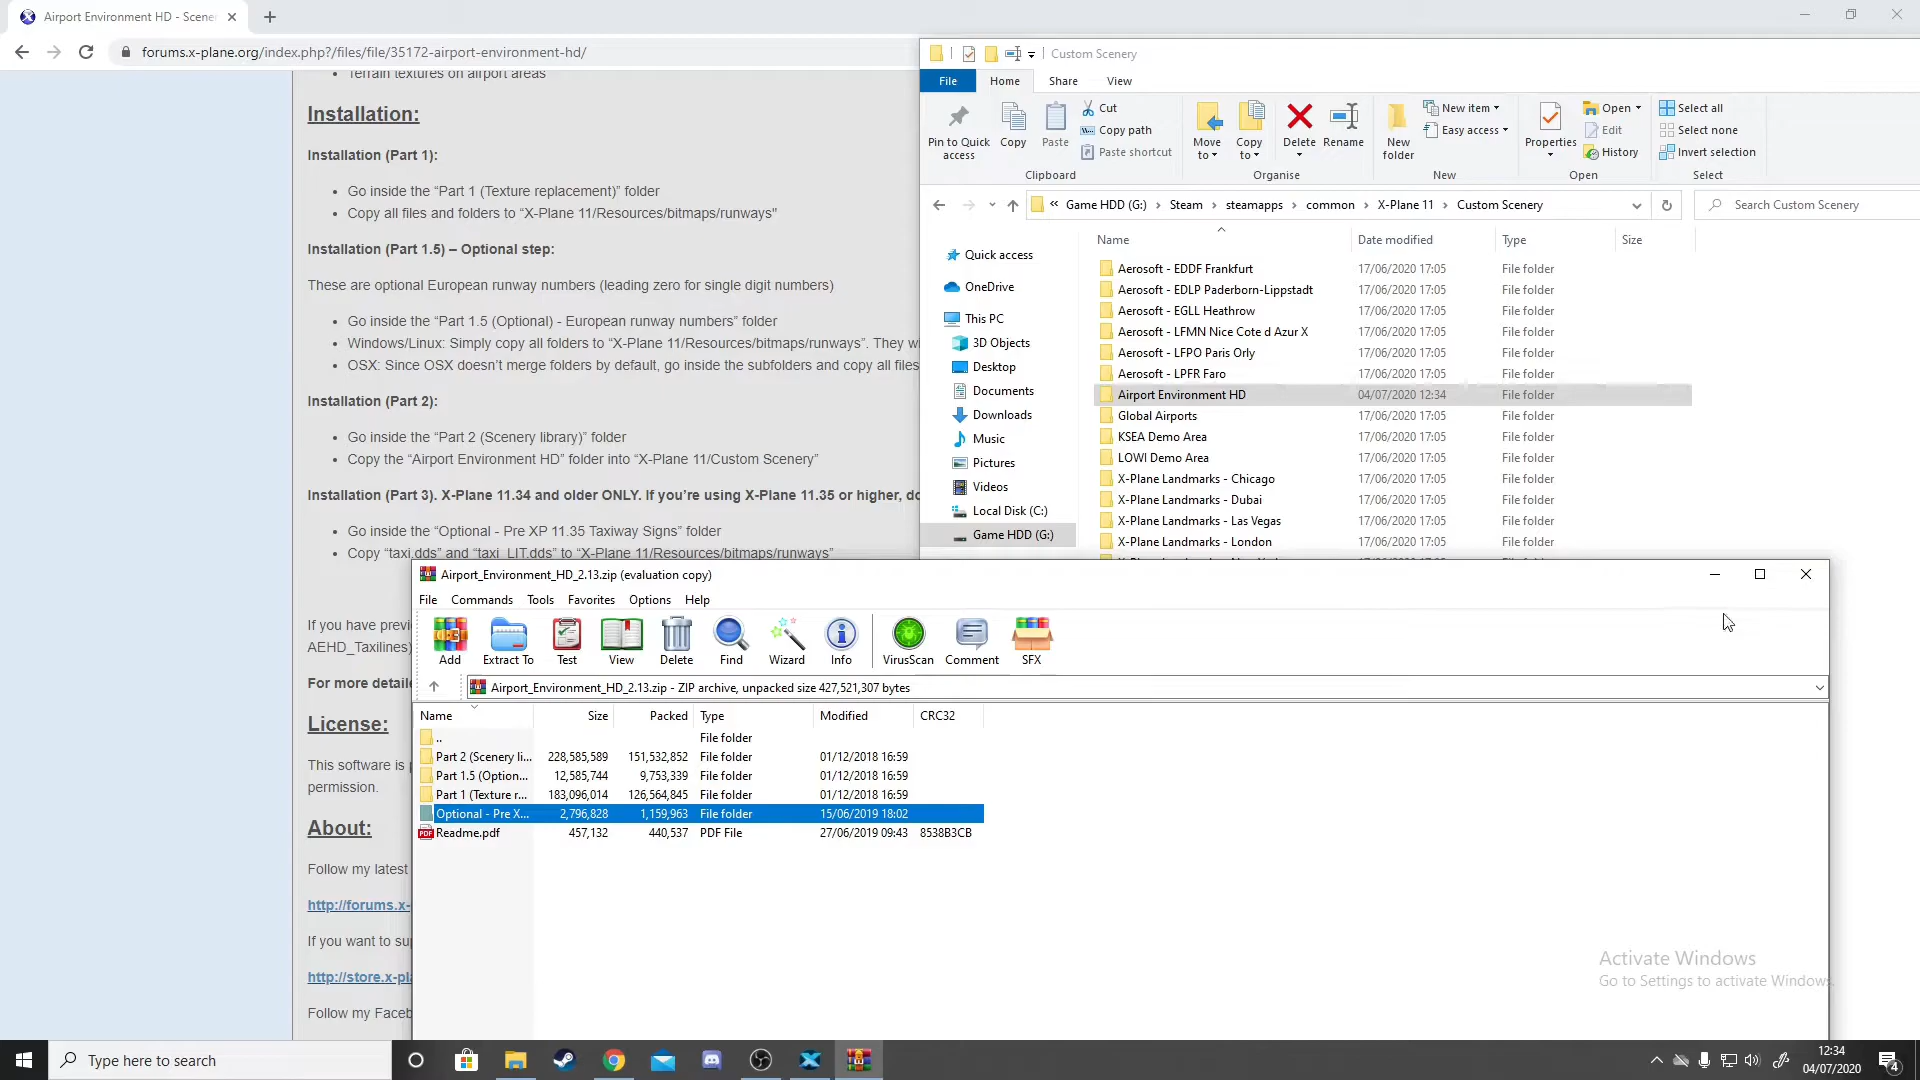 Airport Environment HD - Scene
forums.x-plane.org/index.php?/files/file/35172-airport-environment-hd/
Terrain textures on airport areas
Installation:
Installation (Part 1):
Go inside the “Part 1 (Texture replacement)” folder
Copy all files and folders to “X-Plane 11/Resources/bitmaps/runways"
Installation (Part 1.5) – Optional step:
These are optional European runway numbers (leading zero for single digit numbers)
Go inside the “Part 1.5 (Optional) - European runway numbers” folder
Windows/Linux: Simply copy all folders to “X-Plane 11/Resources/bitmaps/runways”. They wi
OSX: Since OSX doesn’t merge folders by default, go inside the subfolders and copy all files
Installation (Part 2):
Go inside the “Part 2 (Scenery library)” folder
Copy the “Airport Environment HD” folder into “X-Plane 11/Custom Scenery”
Installation (Part 3). X-Plane 11.34 and older ONLY. If you’re using X-Plane 11.35 or higher, do
Go inside the “Optional - Pre XP 11.35 Taxiway Signs” folder
Copy “taxi.dds” and “taxi_LIT.dds” to “X-Plane 11/Resources/bitmaps/runways”
If you have previ
AEHD_Taxilines)
For more detaile
License:
This software is p
permission.
About:
Follow my latest
http://forums.x-
If you want to sup
http://store.x-pla
Follow my Faceb
Custom Scenery
File Home Share View
Pin to Quick access
Copy
Paste
Cut
Copy path
Paste shortcut
Clipboard
Move to
Copy to
Delete
Rename
Organise
New folder
New item
Easy access
New
Properties
Open
Edit
History
Open
Select all
Select none
Invert selection
Select
« Game HDD (G:) › Steam › steamapps › common › X-Plane 11 › Custom Scenery
Search Custom Scenery
Quick access
OneDrive
This PC
3D Objects
Desktop
Documents
Downloads
Music
Pictures
Videos
Local Disk (C:)
Game HDD (G:)
Name Date modified Type Size
Aerosoft - EDDF Frankfurt 17/06/2020 17:05 File folder
Aerosoft - EDLP Paderborn-Lippstadt 17/06/2020 17:05 File folder
Aerosoft - EGLL Heathrow 17/06/2020 17:05 File folder
Aerosoft - LFMN Nice Cote d Azur X 17/06/2020 17:05 File folder
Aerosoft - LFPO Paris Orly 17/06/2020 17:05 File folder
Aerosoft - LPFR Faro 17/06/2020 17:05 File folder
Airport Environment HD 04/07/2020 12:34 File folder
Global Airports 17/06/2020 17:05 File folder
KSEA Demo Area 17/06/2020 17:05 File folder
LOWI Demo Area 17/06/2020 17:05 File folder
X-Plane Landmarks - Chicago 17/06/2020 17:05 File folder
X-Plane Landmarks - Dubai 17/06/2020 17:05 File folder
X-Plane Landmarks - Las Vegas 17/06/2020 17:05 File folder
X-Plane Landmarks - London 17/06/2020 17:05 File folder
Airport_Environment_HD_2.13.zip (evaluation copy)
File Commands Tools Favorites Options Help
Add Extract To Test View Delete Find Wizard Info VirusScan Comment SFX
Airport_Environment_HD_2.13.zip - ZIP archive, unpacked size 427,521,307 bytes
Name Size Packed Type Modified CRC32
.. File folder
Part 2 (Scenery li... 228,585,589 151,532,852 File folder 01/12/2018 16:59
Part 1.5 (Option... 12,585,744 9,753,339 File folder 01/12/2018 16:59
Part 1 (Texture r... 183,096,014 126,564,845 File folder 01/12/2018 16:59
Optional - Pre X... 2,796,828 1,159,963 File folder 15/06/2019 18:02
Readme.pdf 457,132 440,537 PDF File 27/06/2019 09:43 8538B3CB
Activate Windows
Go to Settings to activate Windows.
Type here to search
12:34
04/07/2020
4